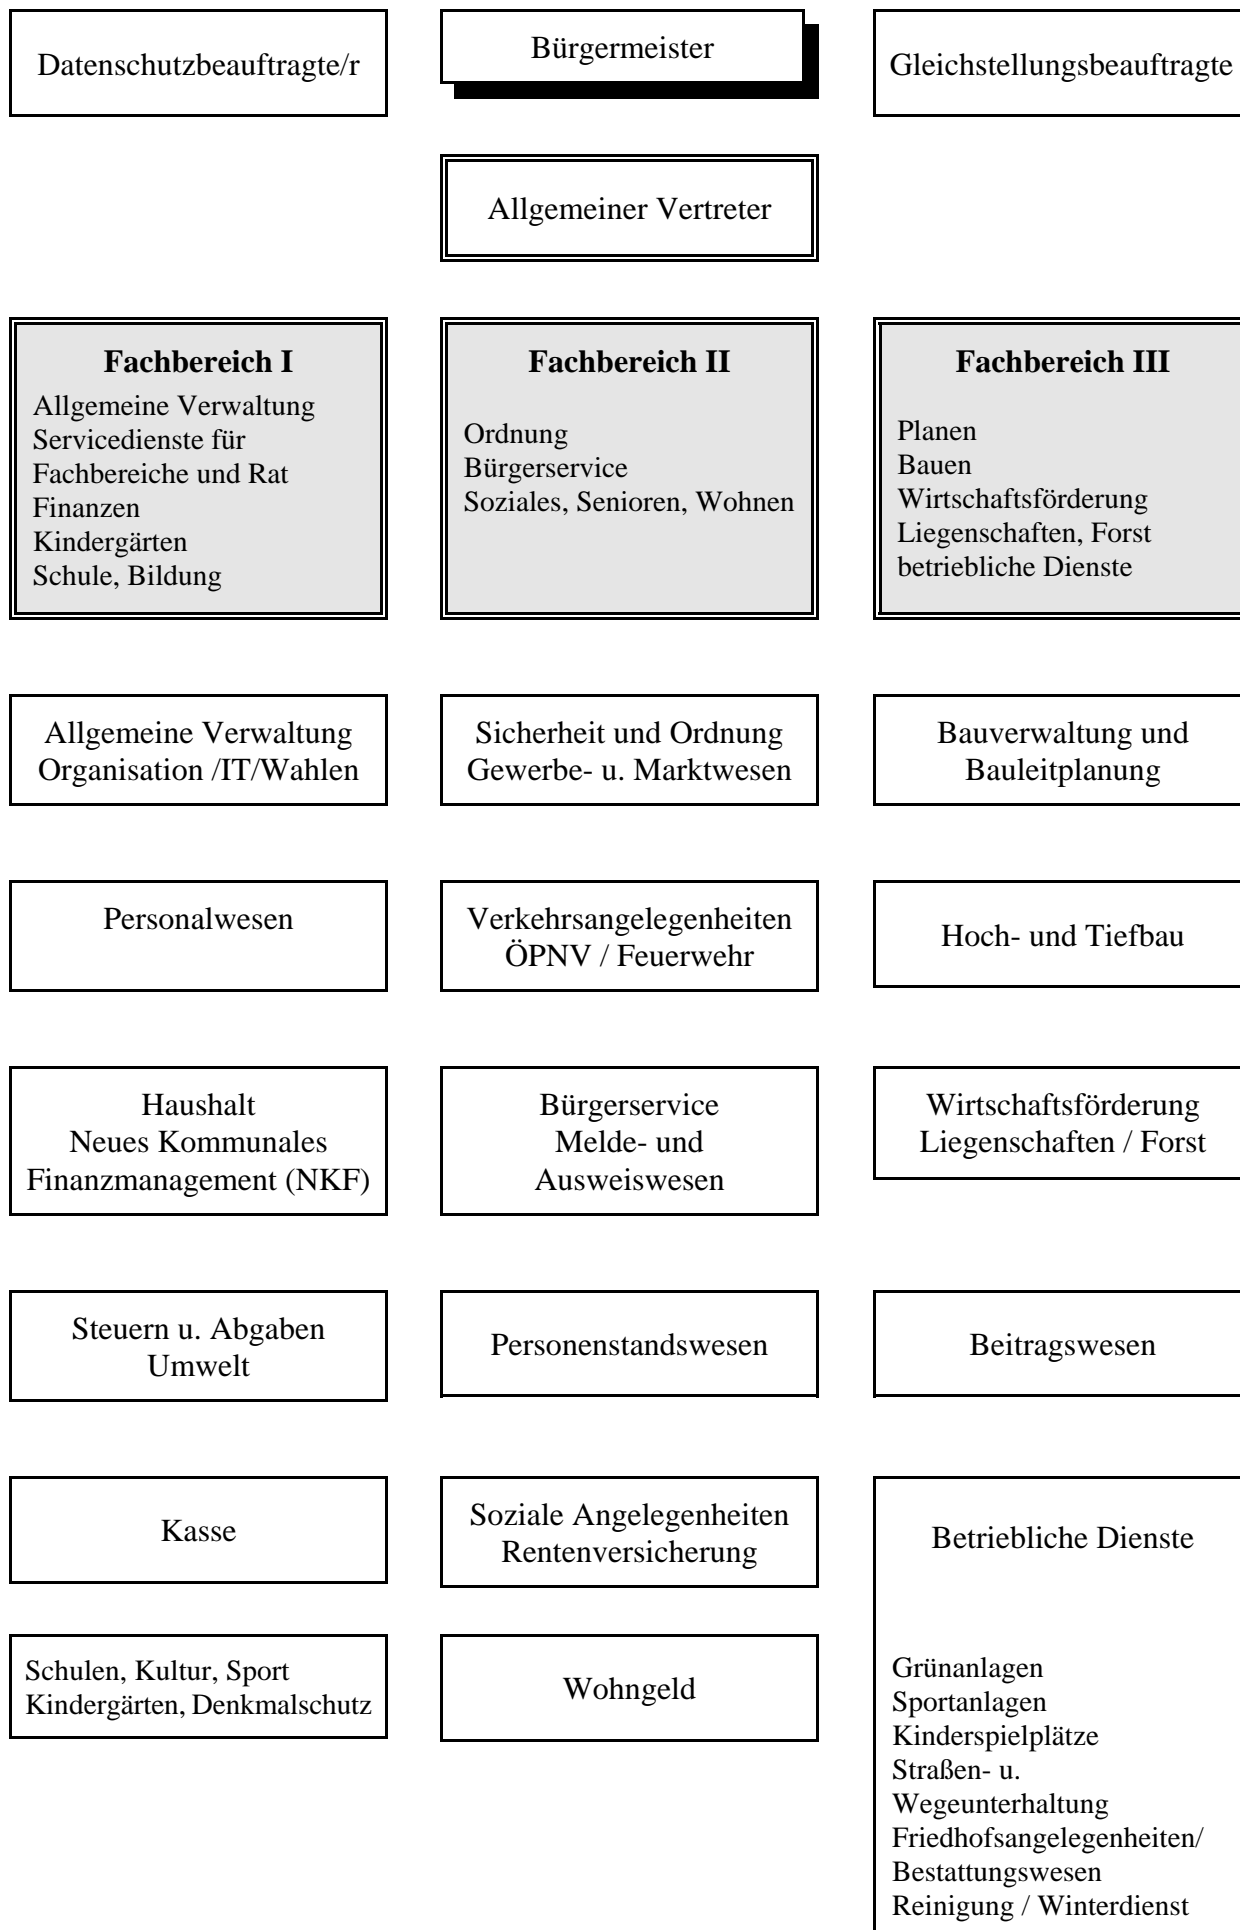 Datenschutzbeauftragte/r
Bürgermeister
Gleichstellungsbeauftragte
Allgemeiner Vertreter
Fachbereich I
Allgemeine Verwaltung
Servicedienste für
Fachbereiche und Rat
Finanzen
Kindergärten
Schule, Bildung
Fachbereich II
Ordnung
Bürgerservice
Soziales, Senioren, Wohnen
Fachbereich III
Planen
Bauen
Wirtschaftsförderung
Liegenschaften, Forst
betriebliche Dienste
Allgemeine Verwaltung
Organisation /IT/Wahlen
Sicherheit und Ordnung
Gewerbe- u. Marktwesen
Bauverwaltung und
Bauleitplanung
Personalwesen
Verkehrsangelegenheiten
ÖPNV / Feuerwehr
Hoch- und Tiefbau
Haushalt
Neues Kommunales
Finanzmanagement (NKF)
Bürgerservice
Melde- und
Ausweiswesen
Wirtschaftsförderung
Liegenschaften / Forst
Steuern u. Abgaben
Umwelt
Personenstandswesen
Beitragswesen
Kasse
Soziale Angelegenheiten
Rentenversicherung
Betriebliche Dienste
Schulen, Kultur, Sport
Kindergärten, Denkmalschutz
Wohngeld
Grünanlagen
Sportanlagen
Kinderspielplätze
Straßen- u.
Wegeunterhaltung
Friedhofsangelegenheiten/
Bestattungswesen
Reinigung / Winterdienst